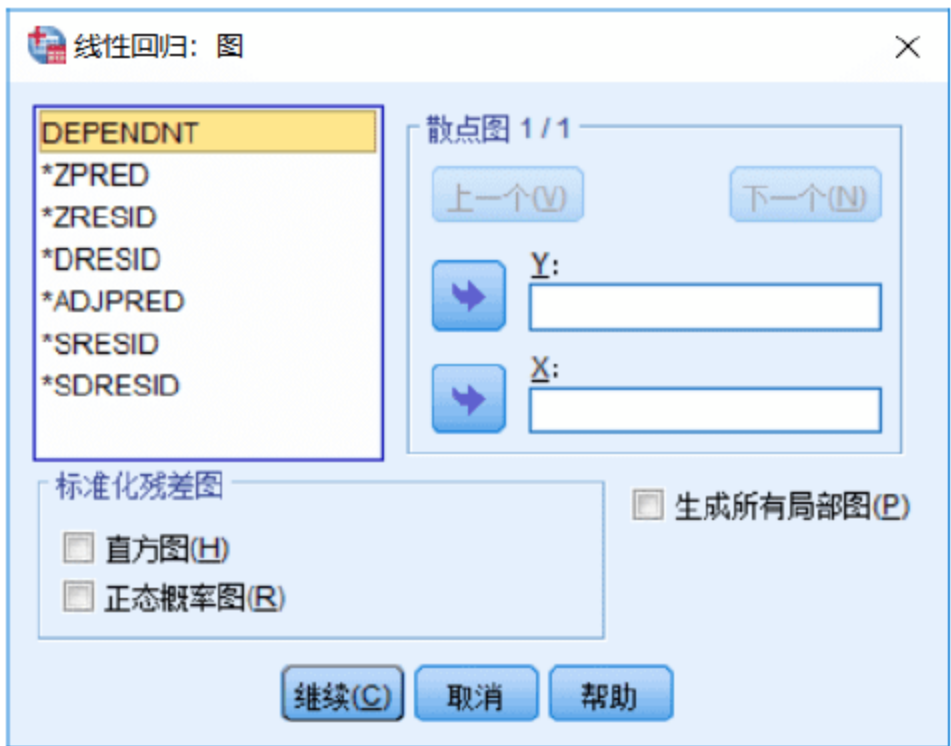 线性回归：图
DEPENDNT
*ZPRED
*ZRESID
*DRESID
*ADJPRED
*SRESID
*SDRESID
散点图 1 / 1
上一个(V) 下一个(N)
Y:
X:
标准化残差图
直方图(H)
正态概率图(R)
生成所有局部图(P)
继续(C) 取消 帮助